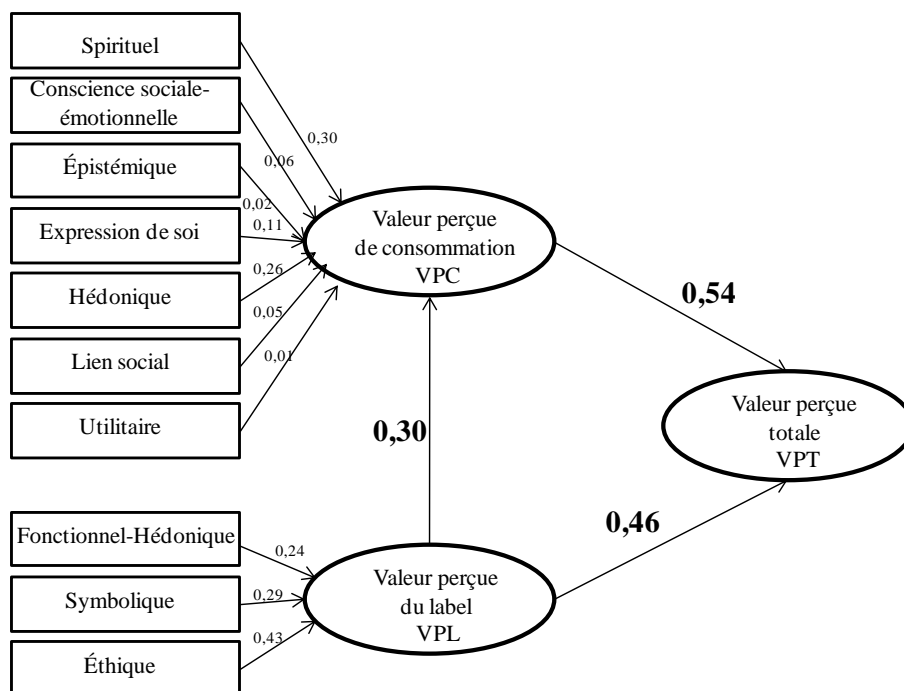 Spirituel
Conscience sociale-
émotionnelle
Épistémique
Expression de soi
Hédonique
Lien social
Utilitaire
0,30
0,06
0,02
0,11
0,26
0,05
0,01
Valeur perçue
de consommation
VPC
0,54
0,30
Valeur perçue
totale
VPT
0,46
Fonctionnel-Hédonique
Symbolique
Éthique
0,24
0,29
0,43
Valeur perçue
du label
VPL